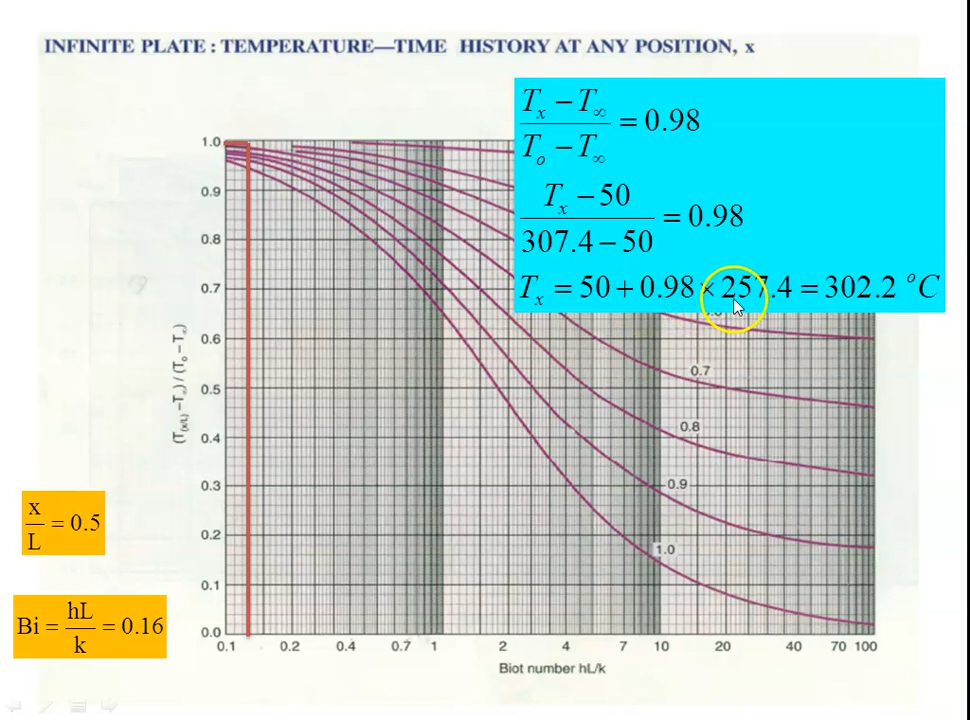 INFINITE PLATE : TEMPERATURE—TIME HISTORY AT ANY POSITION, x
(Tₓ − T∞) / (Tₒ − T∞) = 0.98
(Tₓ − 50) / (307.4 − 50) = 0.98
Tₓ = 50 + 0.98 × 257.4 = 302.2 °C
1.0
0.9
0.8
0.7
0.6
0.5
0.4
0.3
0.2
0.1
0.0
(T(x/L) − T∞) / (T₀ − T∞)
0.7
0.8
0.9
1.0
0.1 0.2 0.4 0.7 1 2 4 7 10 20 40 70 100
Biot number hL/k
x/L = 0.5
Bi = hL/k = 0.16